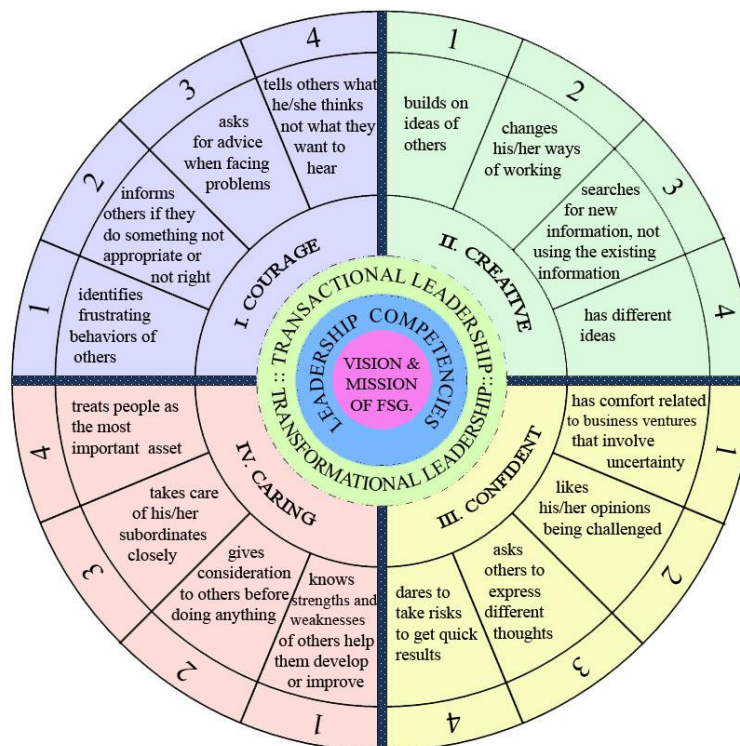 I. COURAGE
1
identifies
frustrating
behaviors of
others
2
informs
others if they
do something not
appropriate or
not right
3
asks
for advice
when facing
problems
4
tells others what
he/she thinks
not what they
want to
hear
II. CREATIVE
1
builds on
ideas of
others
2
changes
his/her ways
of working
3
searches
for new
information, not
using the existing
information
4
has different
ideas
III. CONFIDENT
1
has comfort related
to business ventures
that involve
uncertainty
2
likes
his/her opinions
being challenged
3
asks
others to
express
different
thoughts
4
dares to
take risks
to get quick
results
IV. CARING
1
knows
strengths and
weaknesses
of others help
them develop
or improve
2
gives
consideration
to others before
doing anything
3
takes care
of his/her
subordinates
closely
4
treats people as
the most
important asset
:: TRANSACTIONAL LEADERSHIP ::
TRANSFORMATIONAL LEADERSHIP
LEADERSHIP COMPETENCIES
VISION &
MISSION
OF FSG.